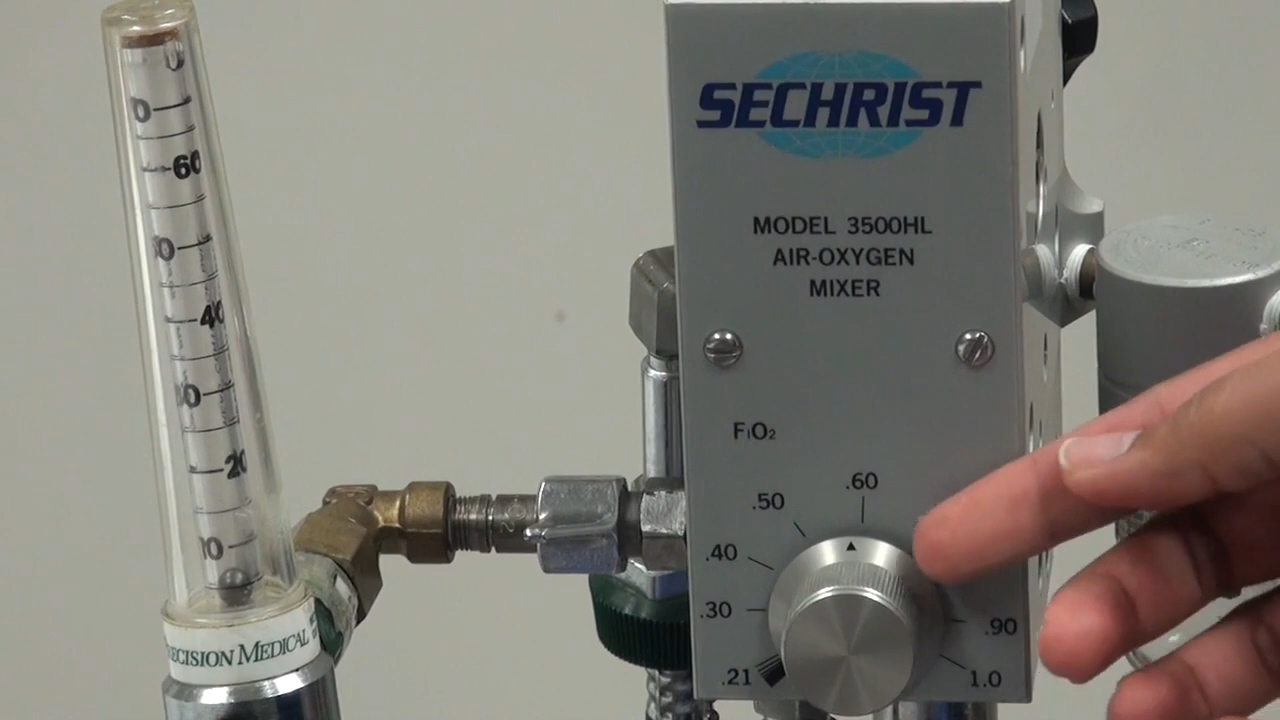 SECHRIST
MODEL 3500HL
AIR-OXYGEN
MIXER
FIO2
.60
.50
.40
.30
.21
.90
1.0
60
40
20
10
MEDICAL